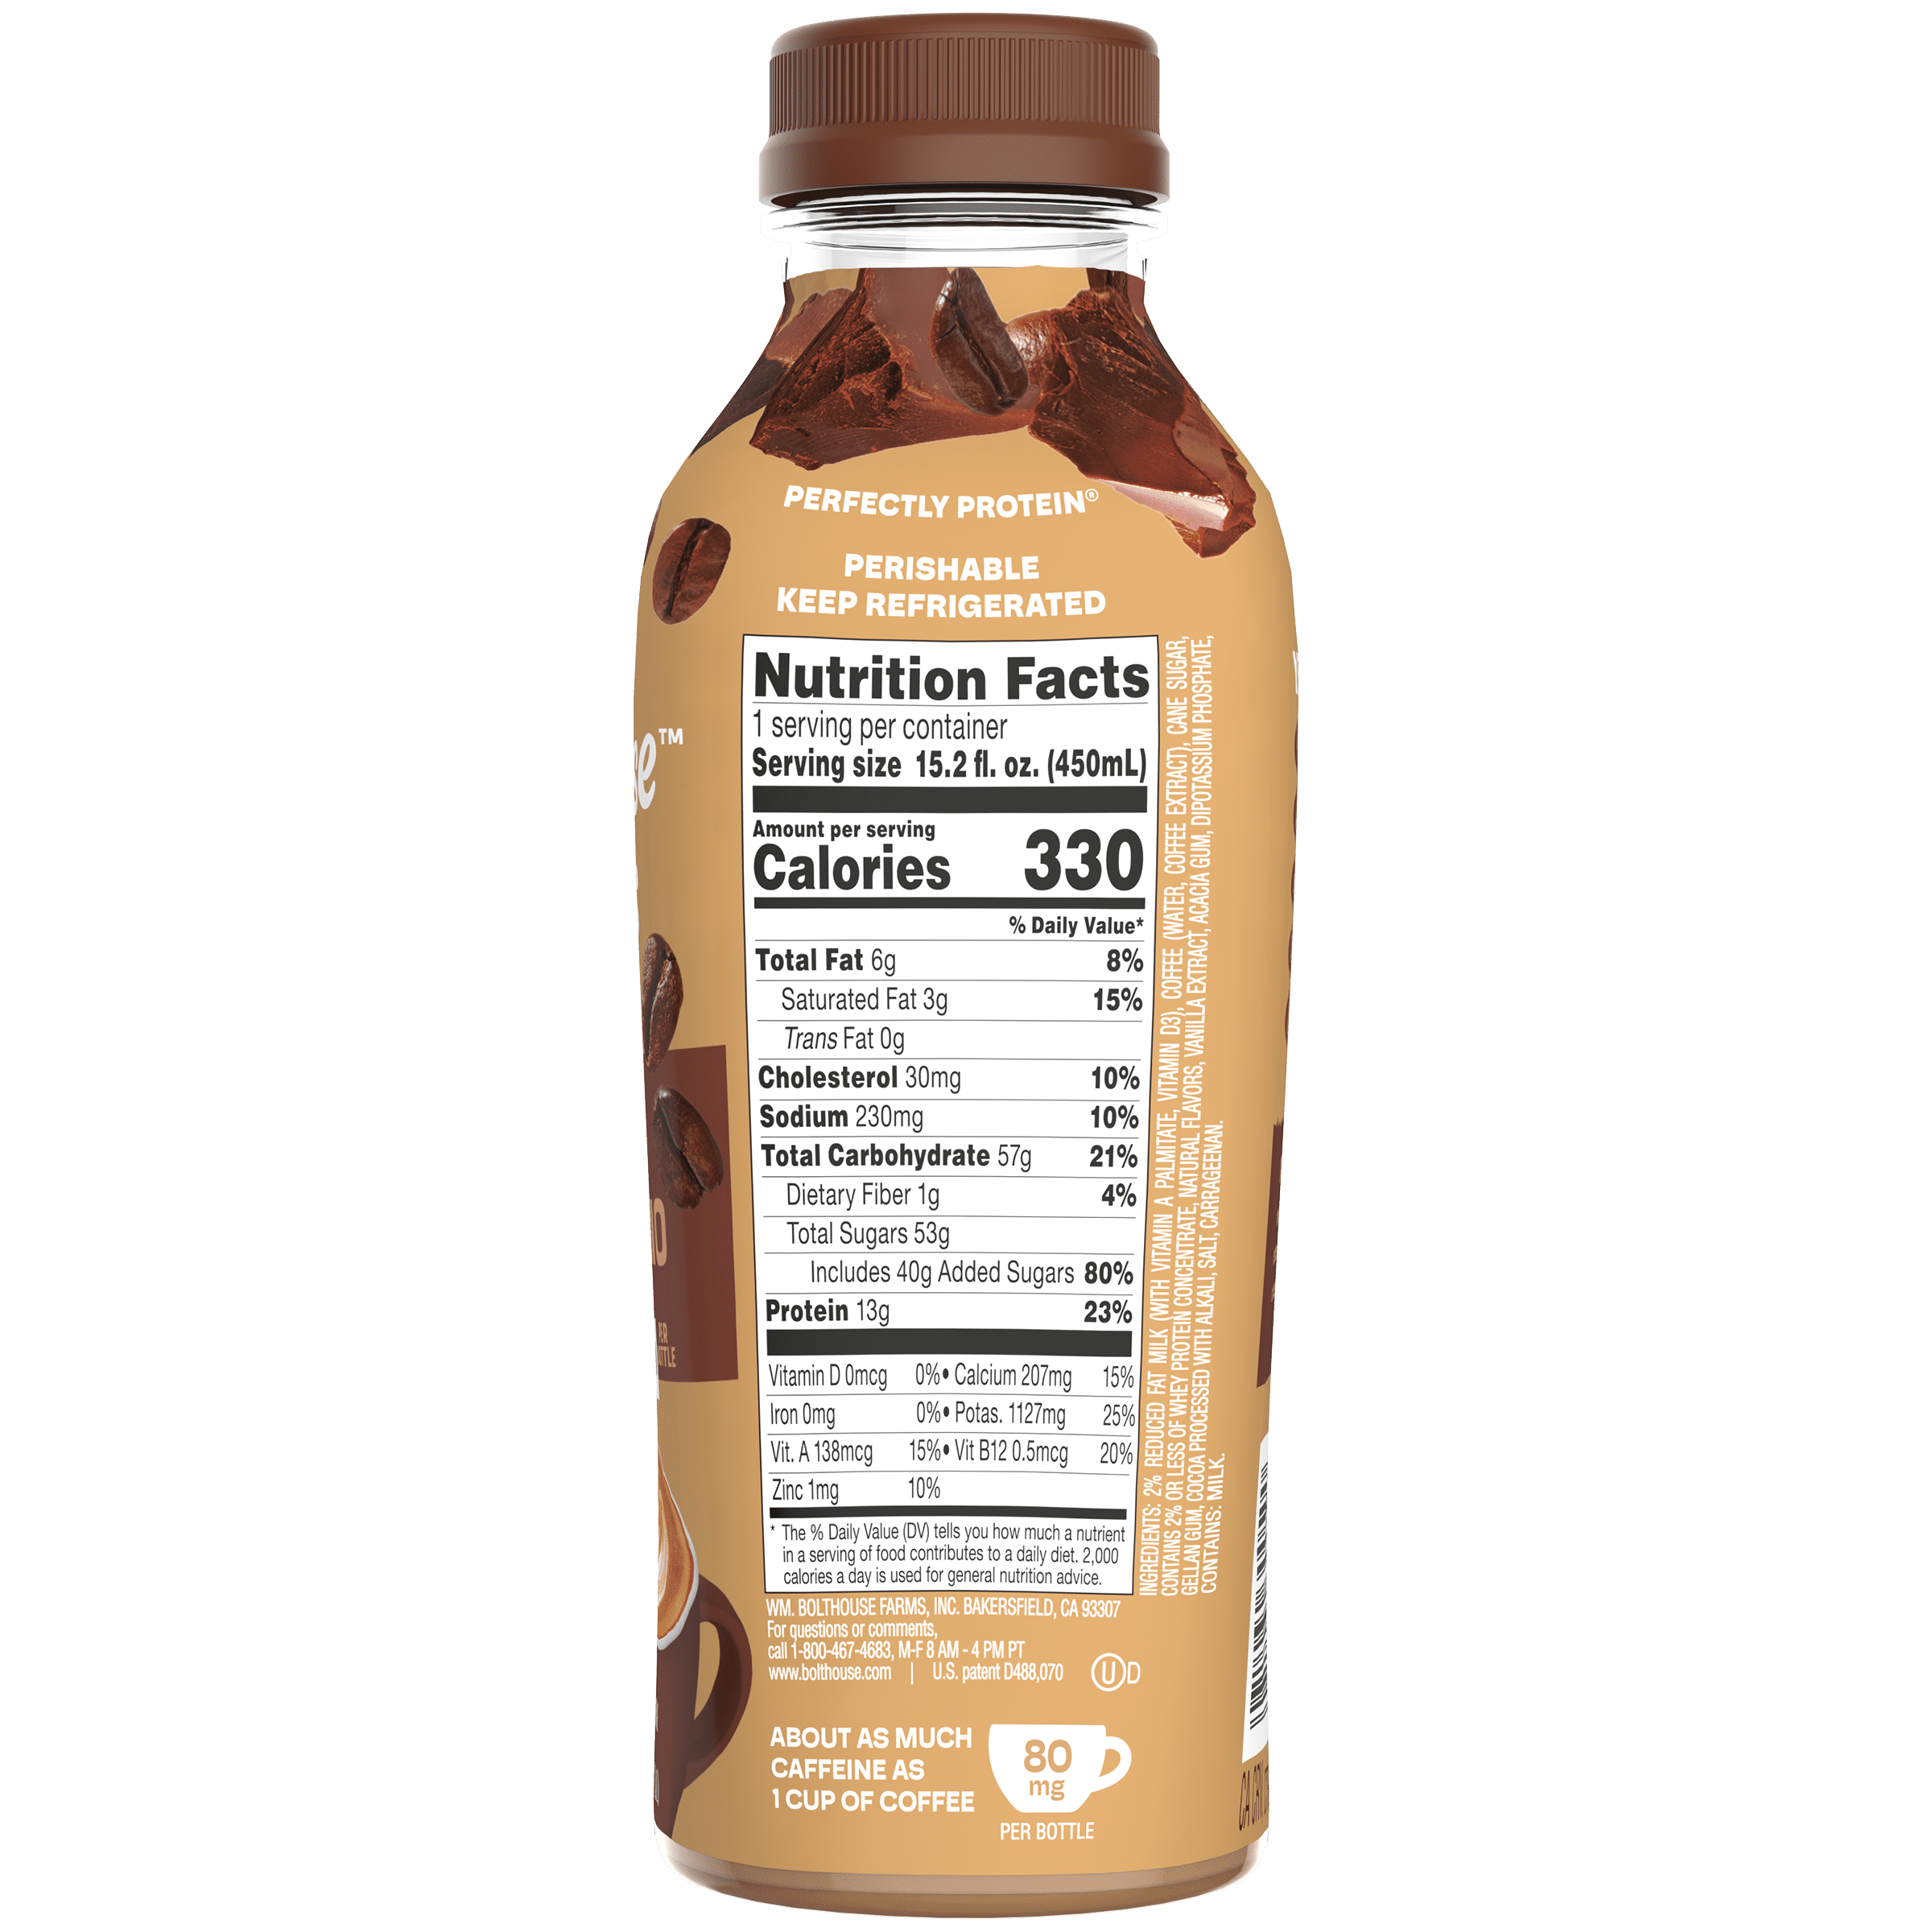 PERFECTLY PROTEIN®
PERISHABLE
KEEP REFRIGERATED
™
Nutrition Facts
1 serving per container
Serving size 15.2 fl. oz. (450mL)
Amount per serving
Calories 330
% Daily Value*
Total Fat 6g 8%
Saturated Fat 3g 15%
Trans Fat 0g
Cholesterol 30mg 10%
Sodium 230mg 10%
Total Carbohydrate 57g 21%
Dietary Fiber 1g 4%
Total Sugars 53g
Includes 40g Added Sugars 80%
Protein 13g 23%
Vitamin D 0mcg 0% • Calcium 207mg 15%
Iron 0mg 0% • Potas. 1127mg 25%
Vit. A 138mcg 15% • Vit B12 0.5mcg 20%
Zinc 1mg 10%
* The % Daily Value (DV) tells you how much a nutrient
in a serving of food contributes to a daily diet. 2,000
calories a day is used for general nutrition advice.
INGREDIENTS: 2% REDUCED FAT MILK (WITH VITAMIN A PALMITATE, VITAMIN D3), COFFEE (WATER, COFFEE EXTRACT), CANE SUGAR,
CONTAINS 2% OR LESS OF WHEY PROTEIN CONCENTRATE, NATURAL FLAVORS, VANILLA EXTRACT, ACACIA GUM, DIPOTASSIUM PHOSPHATE,
GELLAN GUM, COCOA PROCESSED WITH ALKALI, SALT, CARRAGEENAN.
CONTAINS: MILK.
WM. BOLTHOUSE FARMS, INC. BAKERSFIELD, CA 93307
For questions or comments,
call 1-800-467-4683, M-F 8 AM - 4 PM PT
www.bolthouse.com | U.S. patent D488,070
U D
ABOUT AS MUCH
CAFFEINE AS
1 CUP OF COFFEE
80
mg
PER BOTTLE
PER